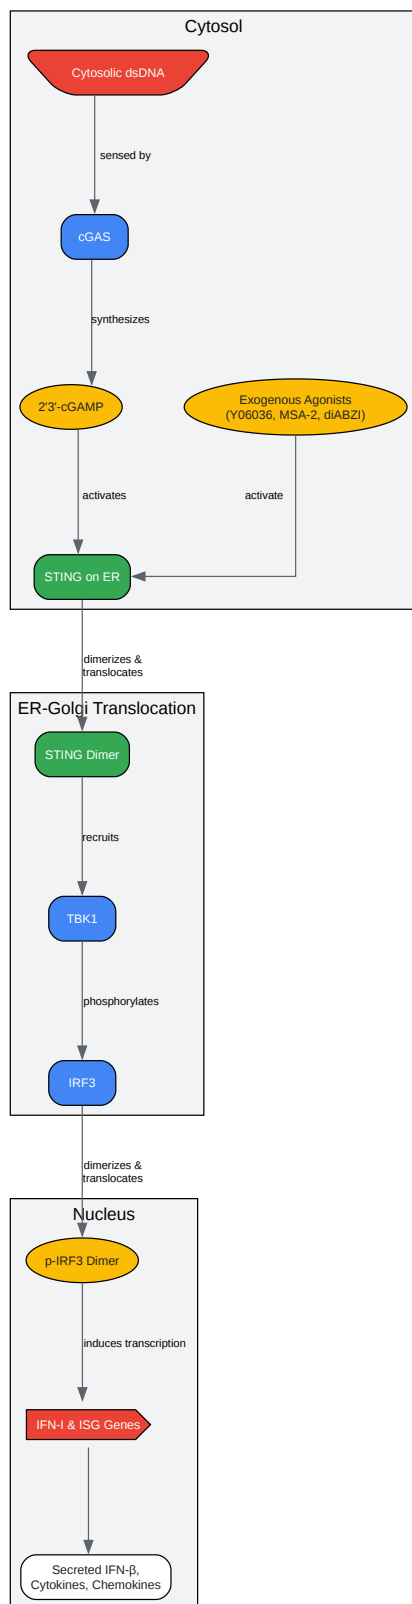 Cytosol
Cytosolic dsDNA
sensed by
cGAS
synthesizes
2'3'-cGAMP
Exogenous Agonists
(Y06036, MSA-2, diABZI)
activates
activate
STING on ER
dimerizes &
translocates
ER-Golgi Translocation
STING Dimer
recruits
TBK1
phosphorylates
IRF3
dimerizes &
translocates
Nucleus
p-IRF3 Dimer
induces transcription
IFN-I & ISG Genes
Secreted IFN-β,
Cytokines, Chemokines